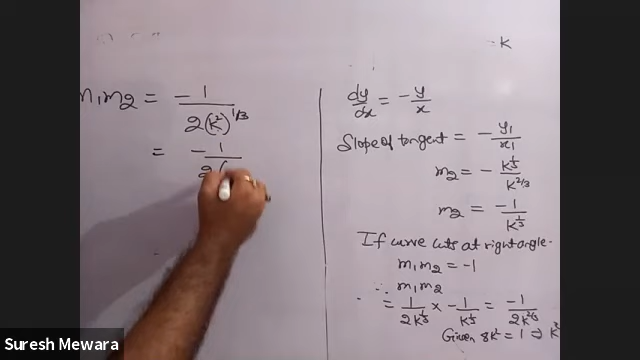 m₁m₂ = -1/2(k²)^1/3
= -1/2(
= k
dy/dx = -y/x
Slope of tangent = -y₁/x₁
m₂ = -k^1/3/k^2/3
m₂ = -1/k^1/3
If curve cuts at right angle-
m₁m₂ = -1
∴ m₁m₂
= 1/2k^1/3 × -1/k^1/3 = -1/2k^2/3
Given 8k² = 1 ⇒ k²
Suresh Mewara